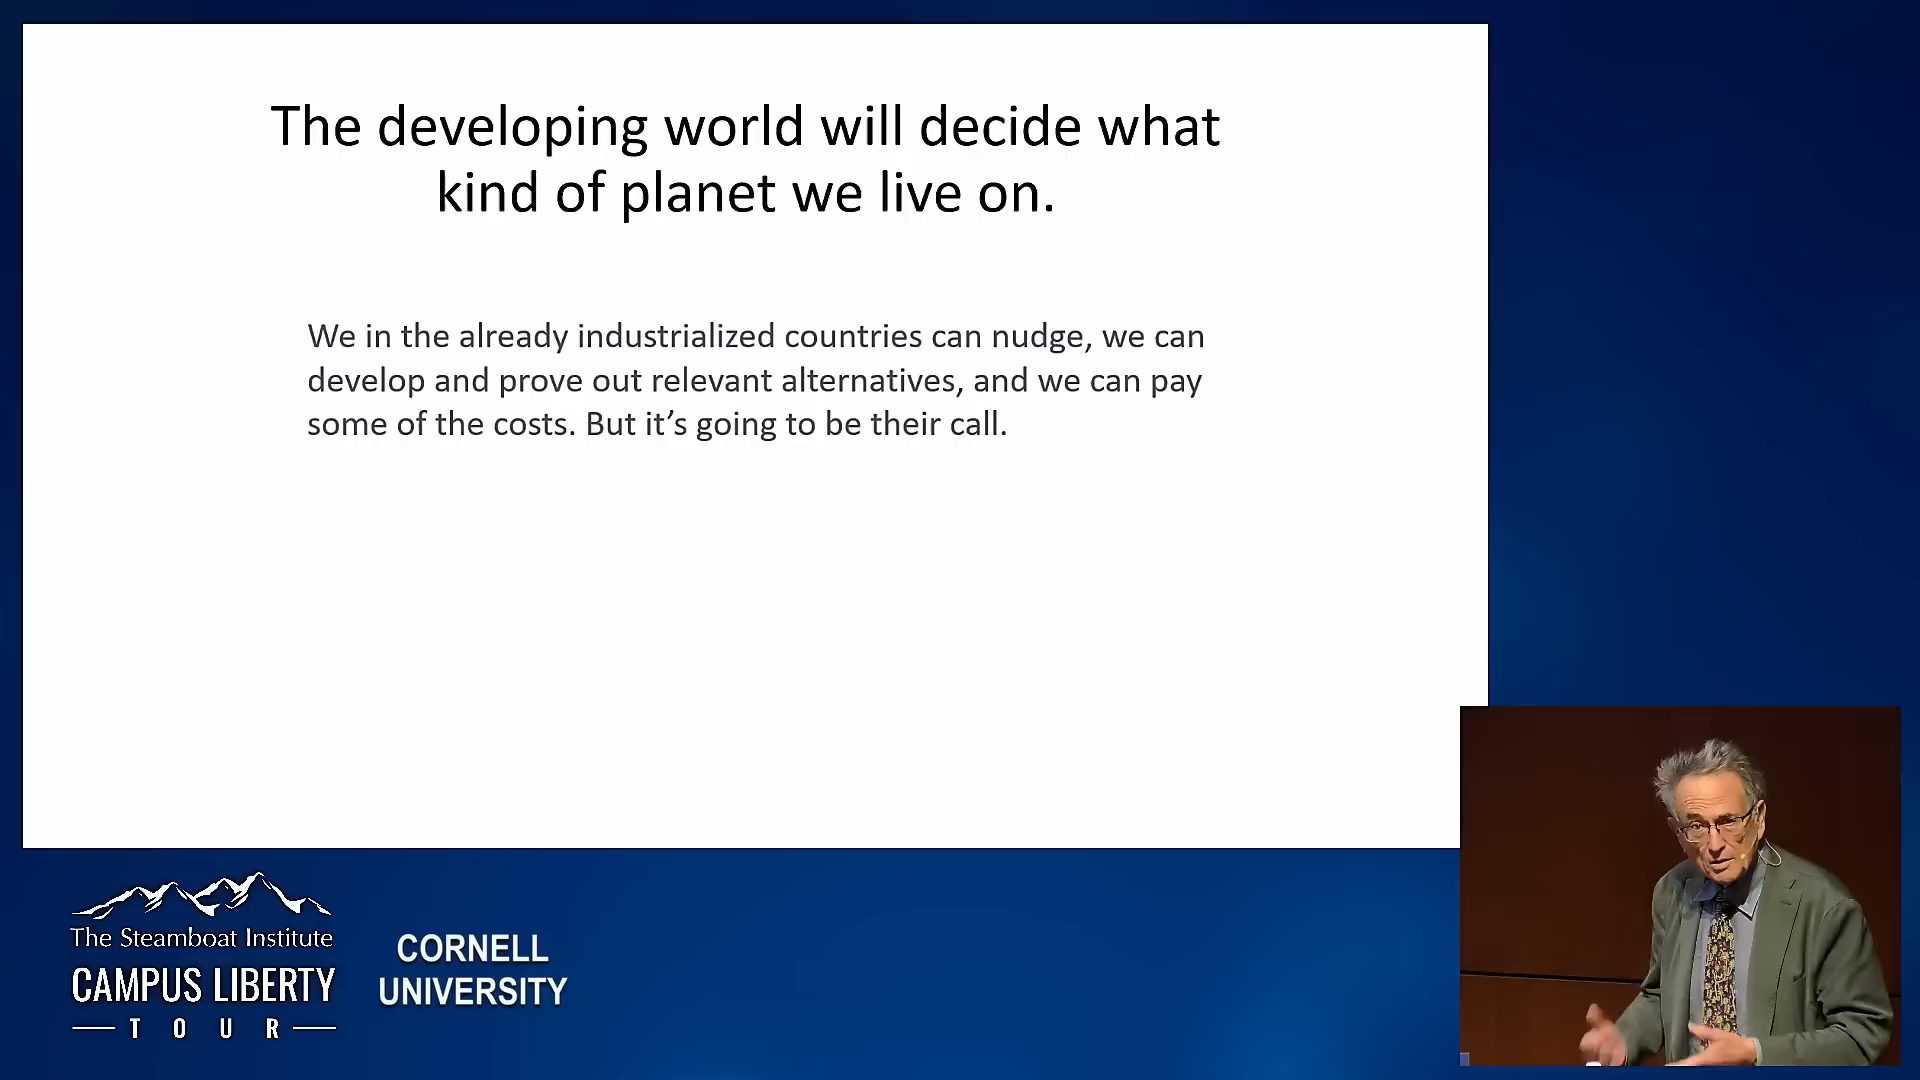 The developing world will decide what
kind of planet we live on.
We in the already industrialized countries can nudge, we can
develop and prove out relevant alternatives, and we can pay
some of the costs. But it’s going to be their call.
The Steamboat Institute
CAMPUS LIBERTY
TOUR
CORNELL
UNIVERSITY